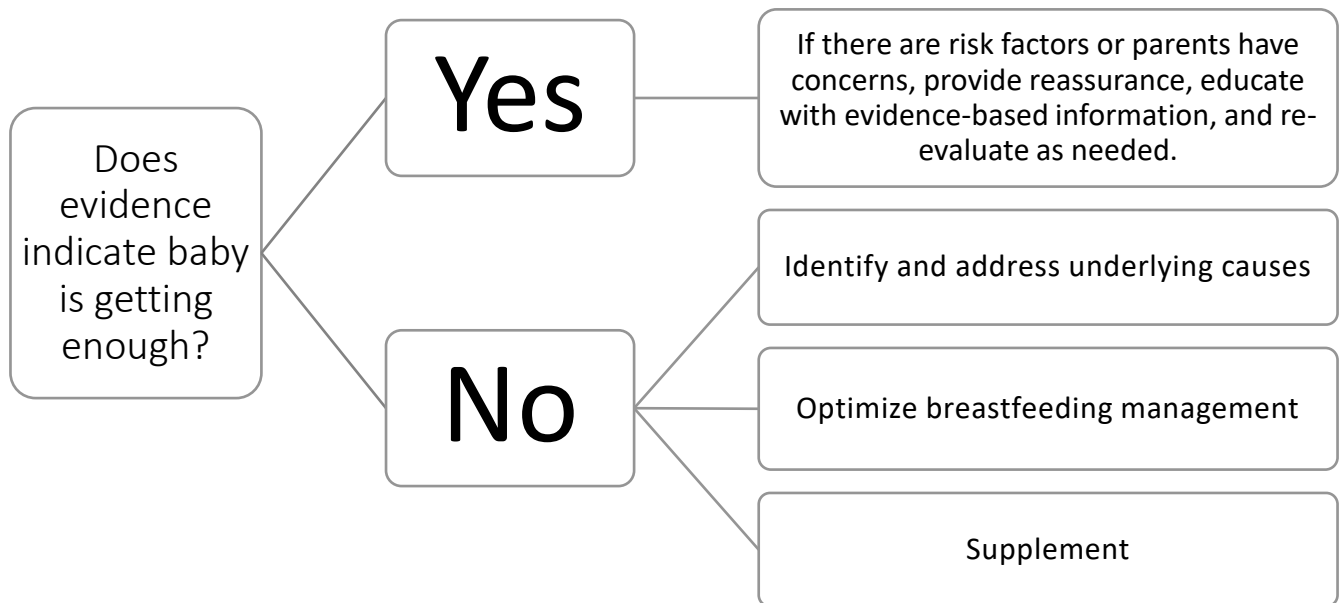 Does
evidence
indicate baby
is getting
enough?
Yes
If there are risk factors or parents have
concerns, provide reassurance, educate
with evidence-based information, and re-
evaluate as needed.
No
Identify and address underlying causes
Optimize breastfeeding management
Supplement